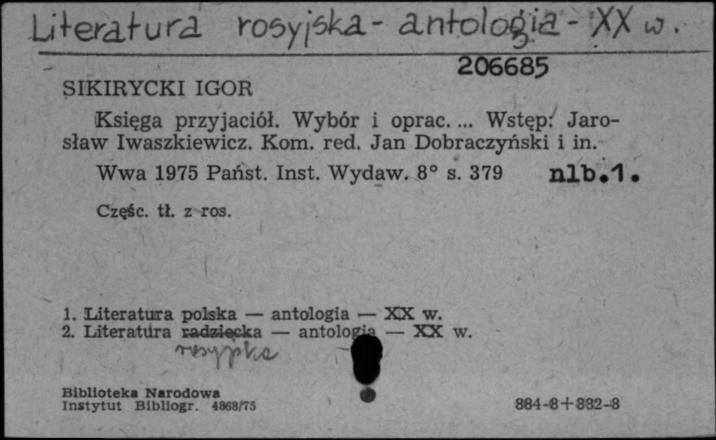 Literatura rosyjska - antologia - XX w.
206685
SIKIRYCKI IGOR
Księga przyjaciół. Wybór i oprac. ... Wstęp: Jaro-
sław Iwaszkiewicz. Kom. red. Jan Dobraczyński i in.
Wwa 1975 Państ. Inst. Wydaw. 8° s. 379 nlb.1.
Częśc. tł. z ros.
1. Literatura polska — antologia — XX w.
2. Literatura radziecka — antologia — XX w.
rosyjska
Biblioteka Narodowa
Instytut Bibliogr. 4868/75 884-8+882-8